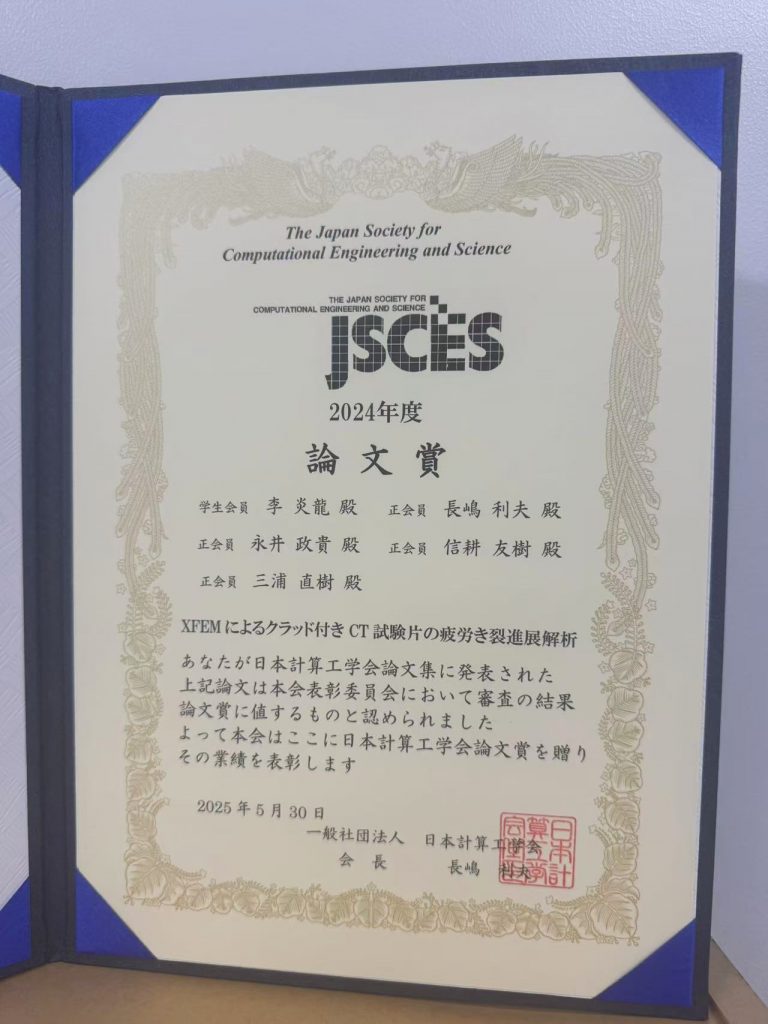 The Japan Society for
Computational Engineering and Science
THE JAPAN SOCIETY FOR
COMPUTATIONAL ENGINEERING AND SCIENCE
JSCES
2024年度
論文賞
学生会員 李 炎龍 殿 正会員 長嶋 利夫 殿
正会員 永井 政貴 殿 正会員 信耕 友樹 殿
正会員 三浦 直樹 殿
XFEMによるクラッド付きCT試験片の疲労き裂進展解析
あなたが日本計算工学会論文集に発表された
上記論文は本会表彰委員会において審査の結果
論文賞に値するものと認められました
よって本会はここに日本計算工学会論文賞を贈り
その業績を表彰します
2025年5月30日
一般社団法人 日本計算工学会
会長 長嶋 利夫
日本計
算工学